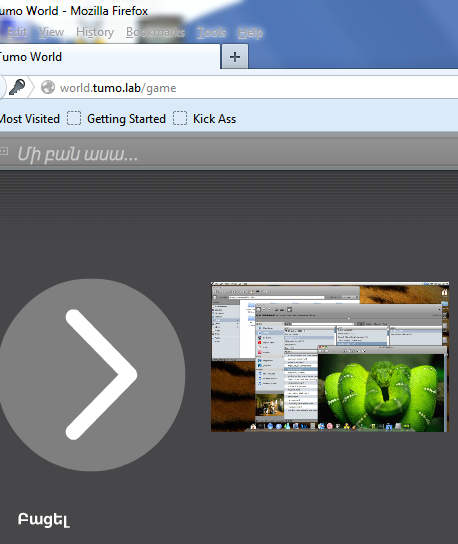 Tumo World - Mozilla Firefox
Edit View History Bookmarks Tools Help
Tumo World
world.tumo.lab/game
Most Visited Getting Started Kick Ass
Մի բան ասա...
Բացել